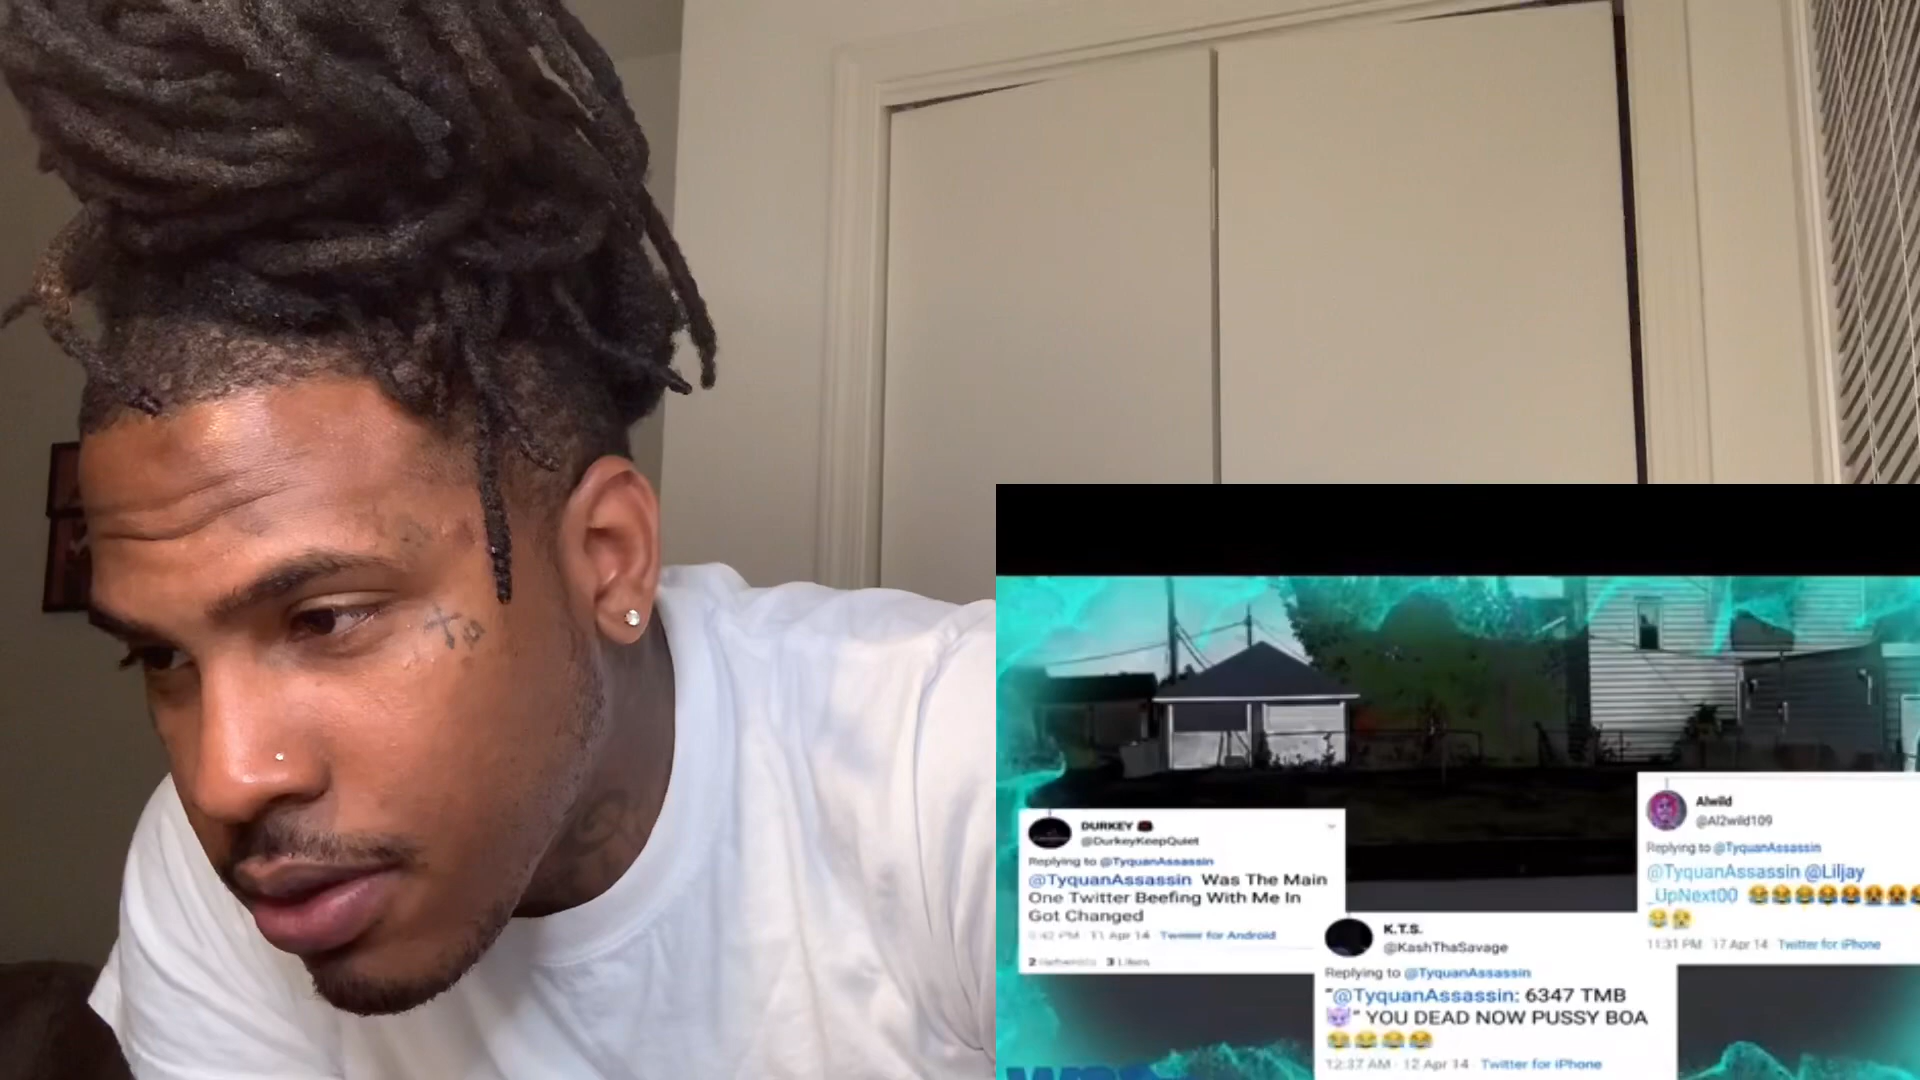 DURKEY
@DurkeyKeepQuiet
Replying to @TyquanAssassin
@TyquanAssassin Was The Main
One Twitter Beefing With Me In
Got Changed
11 Apr 14 Twitter for Android
2 3 Likes
K.T.S.
@KashThaSavage
Replying to @TyquanAssassin
"@TyquanAssassin: 6347 TMB
😈" YOU DEAD NOW PUSSY BOA
😂😂😂😂
12:37 AM · 12 Apr 14 · Twitter for iPhone
Alwild
@Al2wild109
Replying to @TyquanAssassin
@TyquanAssassin @Liljay
_UpNext00 😂😂😂😂😭😭
😂😭
11:31 PM · 17 Apr 14 · Twitter for iPhone